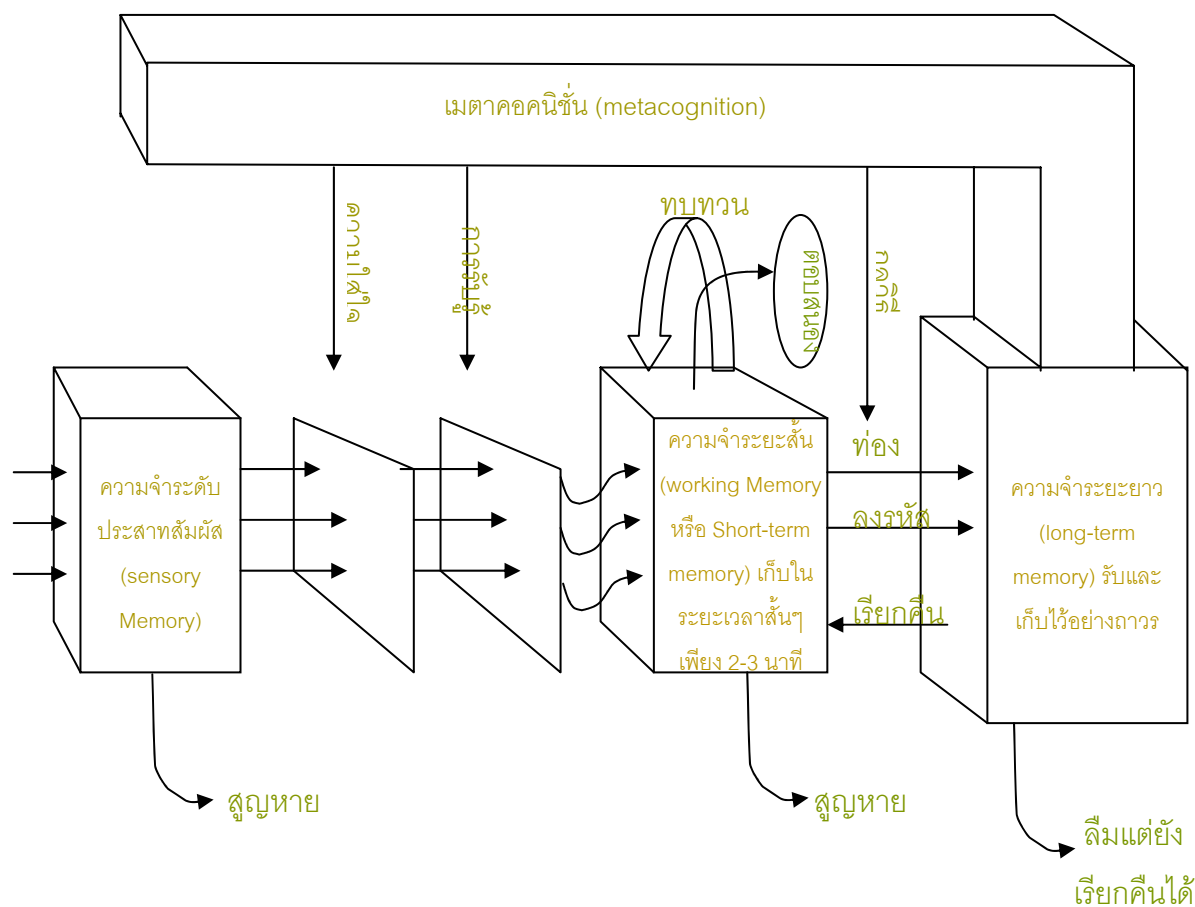 เมตาคอคนิชั่น (metacognition)
ความใส่ใจ
การรับรู้
ทบทวน
ตอบสนอง
กลวิธี
ความจำระดับ
ประสาทสัมผัส
(sensory
Memory)
ความจำระยะสั้น
(working Memory
หรือ Short-term
memory) เก็บใน
ระยะเวลาสั้นๆ
เพียง 2-3 นาที
ท่อง
ลงรหัส
เรียกคืน
ความจำระยะยาว
(long-term
memory) รับและ
เก็บไว้อย่างถาวร
สูญหาย
สูญหาย
ลืมแต่ยัง
เรียกคืนได้